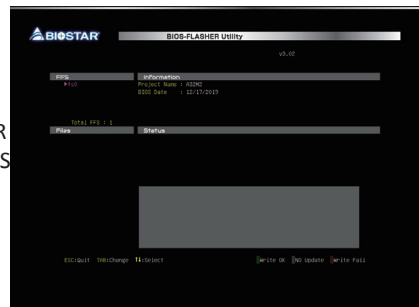 BIOSTAR
BIOS-FLASHER Utility
v3.02
FFS
Information
fs0
Project Name : A32M2
BIOS Date : 12/17/2019
R
S
Total FFS : 1
Files
Status
ESC:Quit TAB:Change ↑↓:Select
Write OK NO Update Write Fail